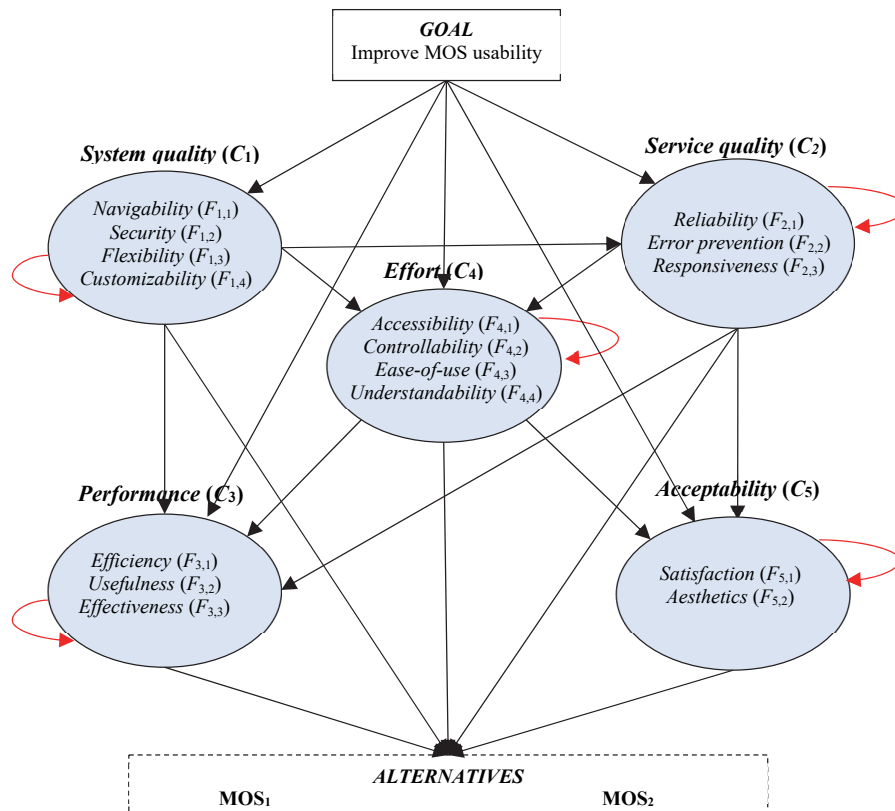 GOAL
Improve MOS usability
System quality (C₁)
Service quality (C₂)
Navigability (F₁,₁)
Security (F₁,₂)
Flexibility (F₁,₃)
Customizability (F₁,₄)
Reliability (F₂,₁)
Error prevention (F₂,₂)
Responsiveness (F₂,₃)
Effort (C₄)
Accessibility (F₄,₁)
Controllability (F₄,₂)
Ease-of-use (F₄,₃)
Understandability (F₄,₄)
Performance (C₃)
Acceptability (C₅)
Efficiency (F₃,₁)
Usefulness (F₃,₂)
Effectiveness (F₃,₃)
Satisfaction (F₅,₁)
Aesthetics (F₅,₂)
ALTERNATIVES
MOS₁
MOS₂